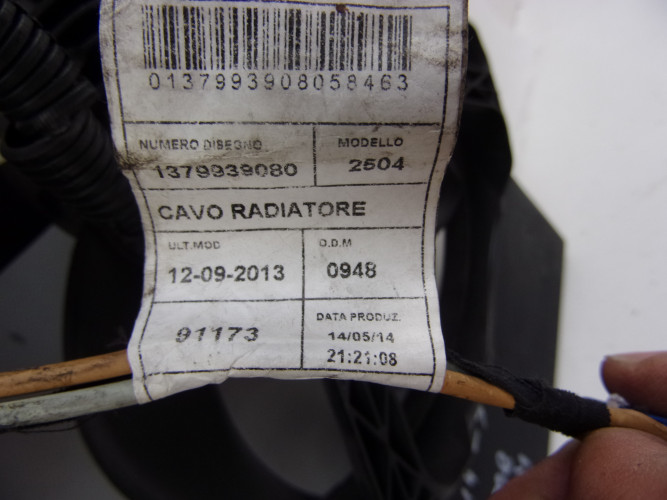 0137993908058463
NUMERO DISEGNO MODELLO
1379939080 2504
CAVO RADIATORE
ULT.MOD O.D.M
12-09-2013 0948
91173 DATA PRODUZ.
14/05/14
21:21:08